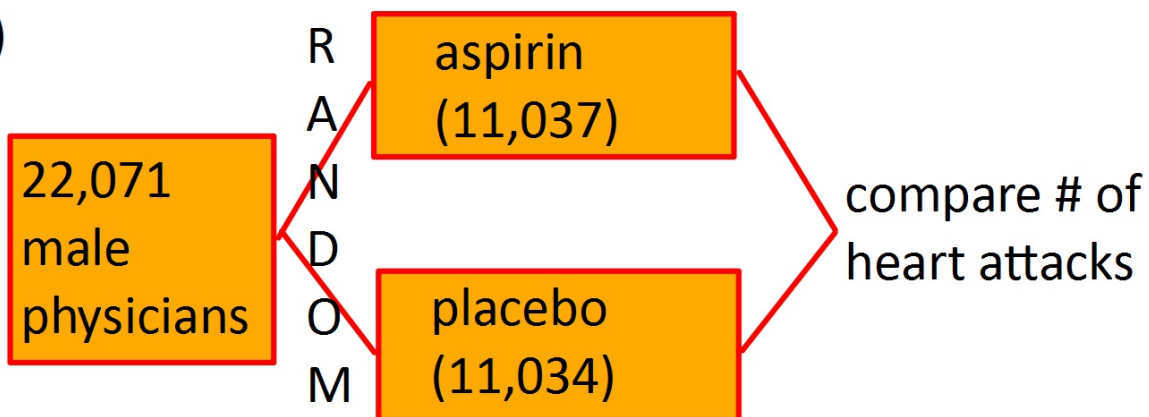 )
22,071
male
physicians
R
A
N
D
O
M
aspirin
(11,037)
placebo
(11,034)
compare # of
heart attacks